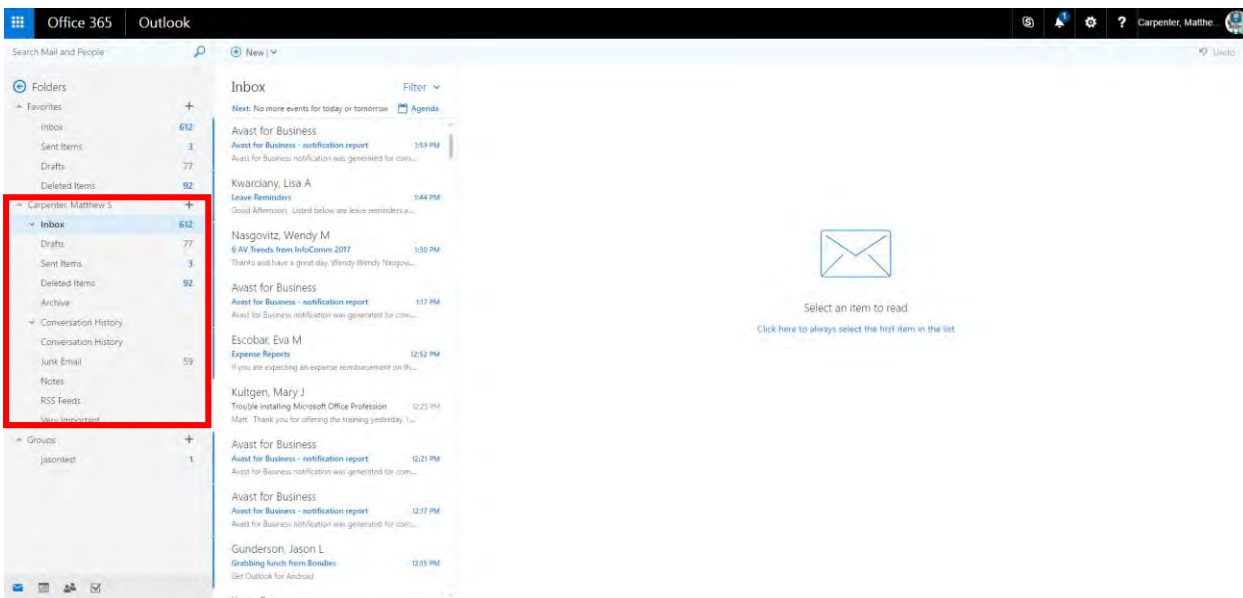 Office 365 Outlook
Carpenter, Matthe...
Search Mail and People
New
Undo
Folders
Favorites
Inbox 612
Sent Items 3
Drafts 77
Deleted Items 92
Carpenter, Matthew S
Inbox 612
Drafts 77
Sent Items 3
Deleted Items 92
Archive
Conversation History
Conversation History
Junk Email 59
Notes
RSS Feeds
Very Important
Groups
jasontest 1
Inbox Filter
Next: No more events for today or tomorrow Agenda
Avast for Business
Avast for Business - notification report 1:59 PM
Avast for Business notification was generated for com...
Kwarciany, Lisa A
Leave Reminders 1:44 PM
Good Afternoon, Listed below are leave reminders a...
Nasgovitz, Wendy M
6 AV Trends from InfoComm 2017 1:30 PM
Thanks and have a great day, Wendy Wendy Nasgov...
Avast for Business
Avast for Business - notification report 1:17 PM
Avast for Business notification was generated for com...
Escobar, Eva M
Expense Reports 12:52 PM
If you are expecting an expense reimbursement on th...
Kultgen, Mary J
Trouble installing Microsoft Office Profession 12:25 PM
Matt, Thank you for offering the training yesterday. I...
Avast for Business
Avast for Business - notification report 12:21 PM
Avast for Business notification was generated for com...
Avast for Business
Avast for Business - notification report 12:17 PM
Avast for Business notification was generated for com...
Gunderson, Jason L
Grabbing lunch from Bondies 12:15 PM
Get Outlook for Android
Select an item to read
Click here to always select the first item in the list